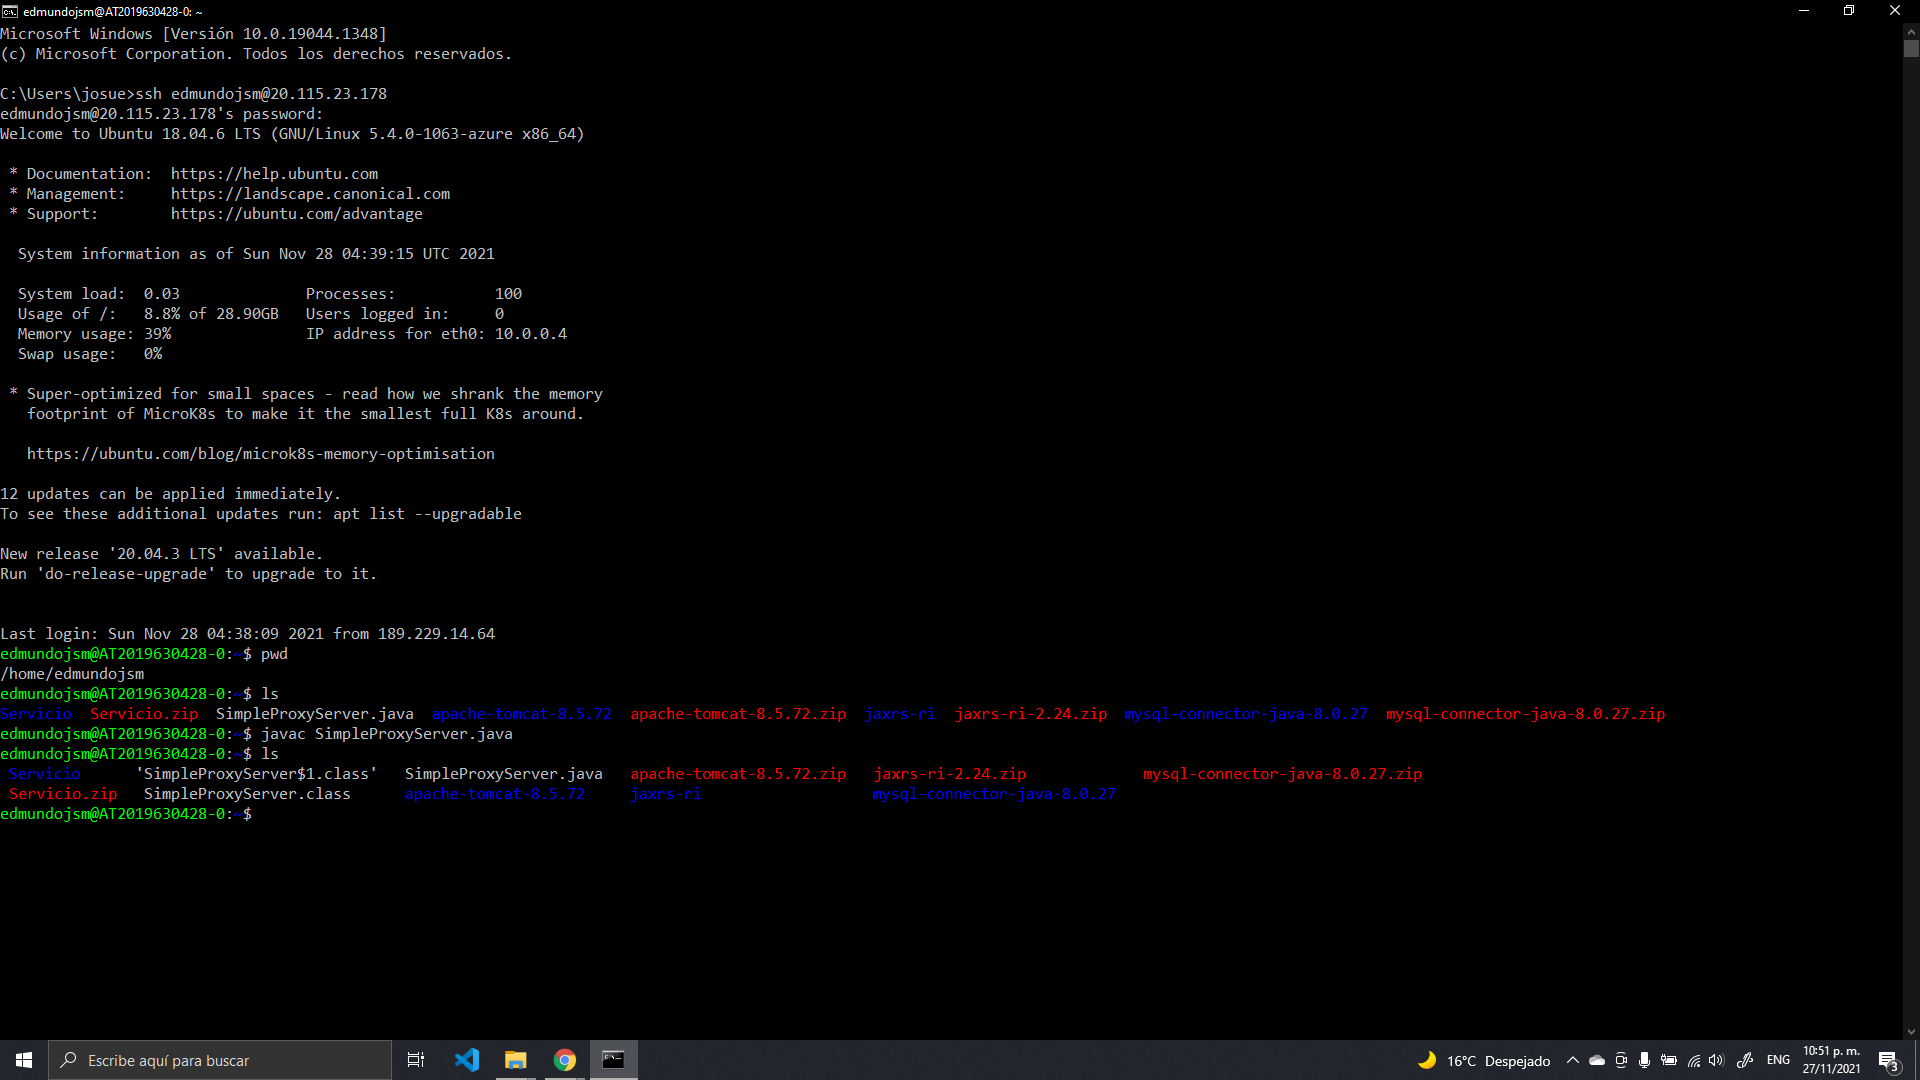 edmundojsm@AT2019630428-0: ~
Microsoft Windows [Versión 10.0.19044.1348]
(c) Microsoft Corporation. Todos los derechos reservados.
C:\Users\josue>ssh edmundojsm@20.115.23.178
edmundojsm@20.115.23.178's password:
Welcome to Ubuntu 18.04.6 LTS (GNU/Linux 5.4.0-1063-azure x86_64)
* Documentation:  https://help.ubuntu.com
* Management:     https://landscape.canonical.com
* Support:        https://ubuntu.com/advantage
System information as of Sun Nov 28 04:39:15 UTC 2021
System load:  0.03              Processes:           100
Usage of /:   8.8% of 28.90GB   Users logged in:     0
Memory usage: 39%               IP address for eth0: 10.0.0.4
Swap usage:   0%
* Super-optimized for small spaces - read how we shrank the memory
footprint of MicroK8s to make it the smallest full K8s around.
https://ubuntu.com/blog/microk8s-memory-optimisation
12 updates can be applied immediately.
To see these additional updates run: apt list --upgradable
New release '20.04.3 LTS' available.
Run 'do-release-upgrade' to upgrade to it.
Last login: Sun Nov 28 04:38:09 2021 from 189.229.14.64
edmundojsm@AT2019630428-0:~$ pwd
/home/edmundojsm
edmundojsm@AT2019630428-0:~$ ls
Servicio  Servicio.zip  SimpleProxyServer.java  apache-tomcat-8.5.72  apache-tomcat-8.5.72.zip  jaxrs-ri  jaxrs-ri-2.24.zip  mysql-connector-java-8.0.27  mysql-connector-java-8.0.27.zip
edmundojsm@AT2019630428-0:~$ javac SimpleProxyServer.java
edmundojsm@AT2019630428-0:~$ ls
Servicio      'SimpleProxyServer$1.class'   SimpleProxyServer.java   apache-tomcat-8.5.72.zip   jaxrs-ri-2.24.zip             mysql-connector-java-8.0.27.zip
Servicio.zip   SimpleProxyServer.class      apache-tomcat-8.5.72     jaxrs-ri                   mysql-connector-java-8.0.27
edmundojsm@AT2019630428-0:~$
Escribe aquí para buscar
16°C Despejado
ENG
10:51 p. m.
27/11/2021
3